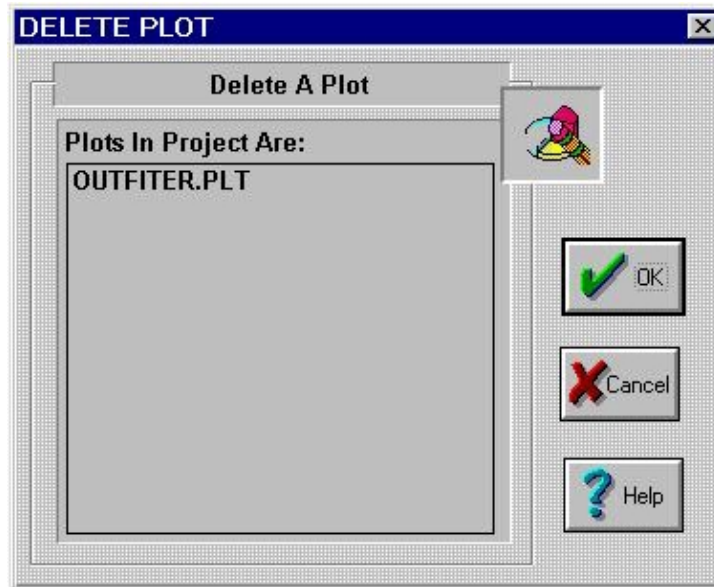 DELETE PLOT
Delete A Plot
Plots In Project Are:
OUTFITER.PLT
OK
Cancel
Help